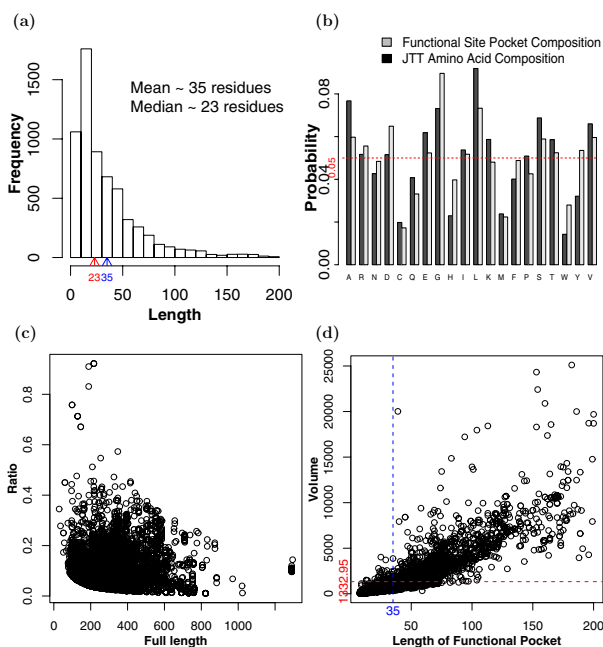 (a)
Mean ~ 35 residues
Median ~ 23 residues
Frequency
1500
1000
500
0
0 50 100 150 200
23 35
Length
(b)
Functional Site Pocket Composition
JTT Amino Acid Composition
Probability
0.08
0.05
0.04
0.00
A R N D C Q E G H I L K M F P S T W Y V
(c)
Ratio
0.8
0.6
0.4
0.2
0.0
0 200 400 600 800 1000
Full length
(d)
Volume
25000
20000
15000
10000
5000
0
1332.95
35
0 50 100 150 200
Length of Functional Pocket